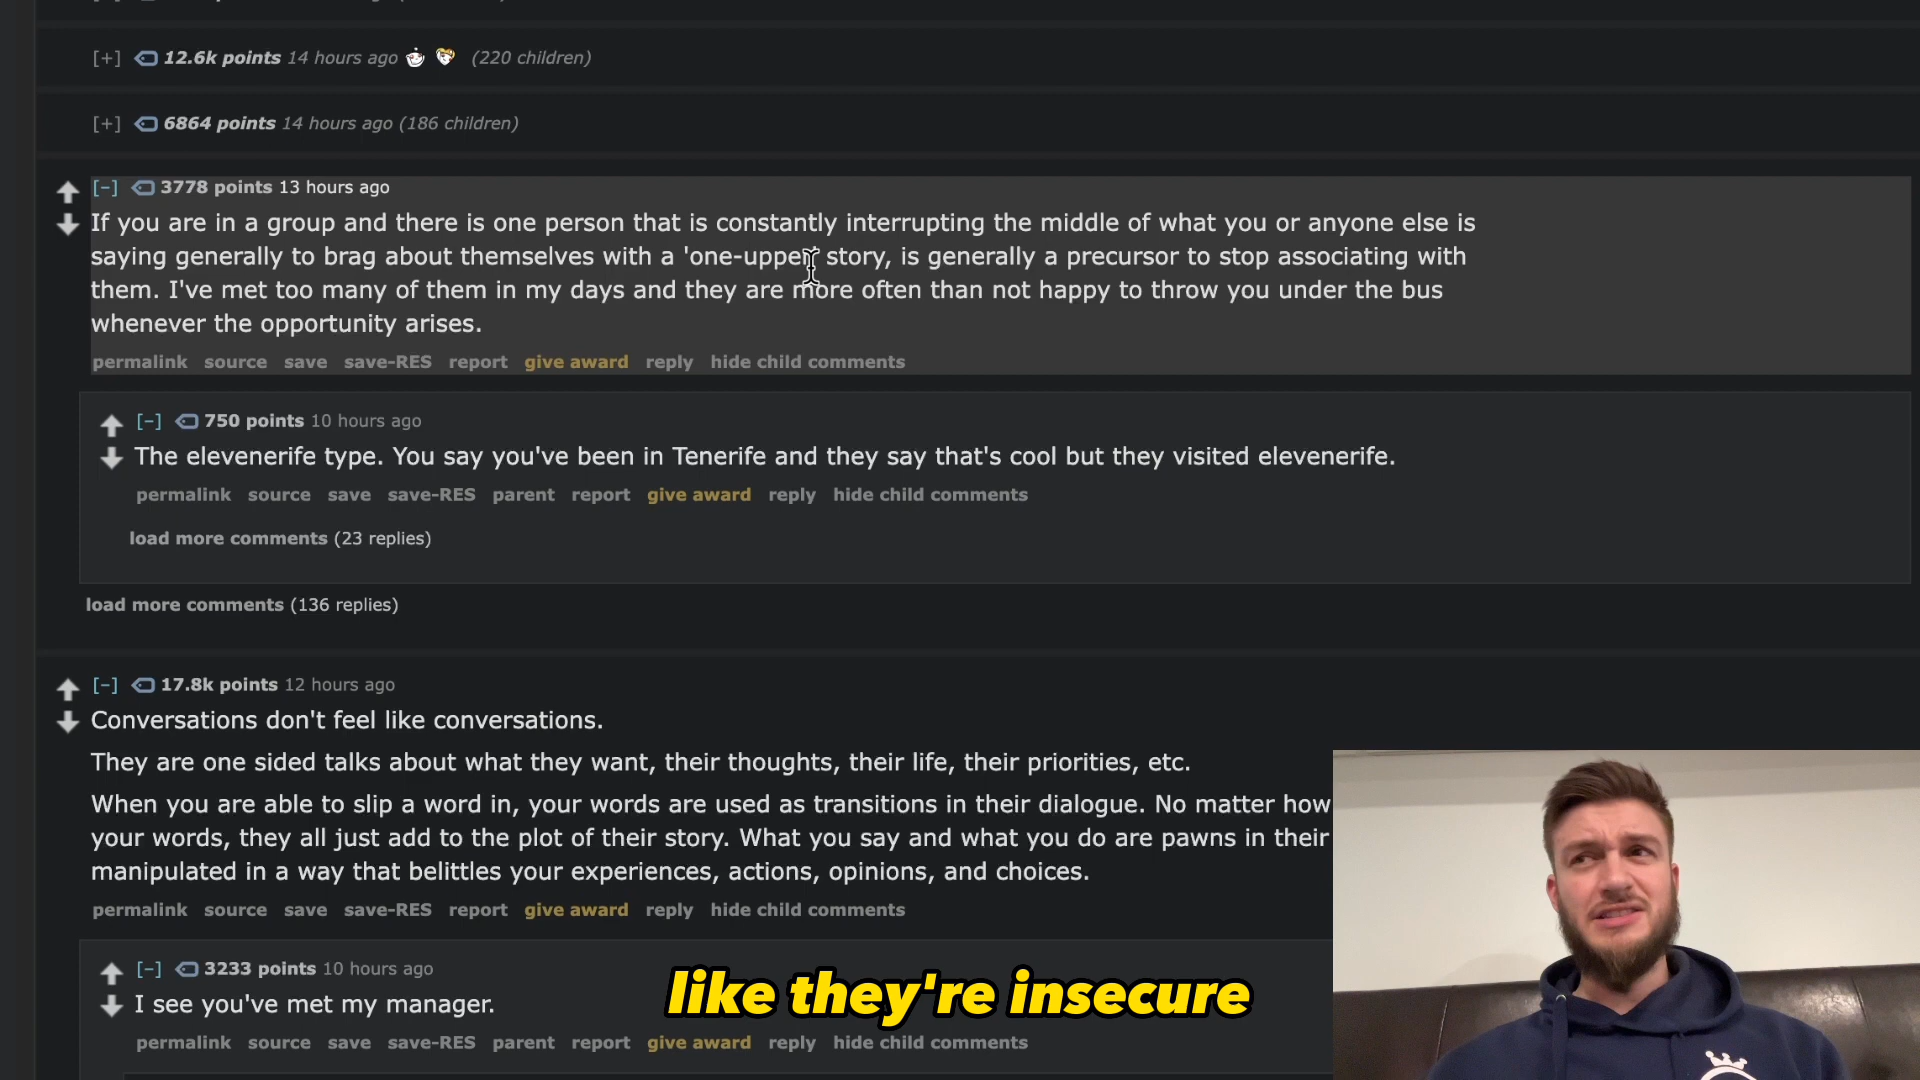 [+] 12.6k points 14 hours ago (220 children)
[+] 6864 points 14 hours ago (186 children)
[-] 3778 points 13 hours ago
If you are in a group and there is one person that is constantly interrupting the middle of what you or anyone else is
saying generally to brag about themselves with a 'one-upper' story, is generally a precursor to stop associating with
them. I've met too many of them in my days and they are more often than not happy to throw you under the bus
whenever the opportunity arises.
permalink source save save-RES report give award reply hide child comments
[-] 750 points 10 hours ago
The elevenerife type. You say you've been in Tenerife and they say that's cool but they visited elevenerife.
permalink source save save-RES parent report give award reply hide child comments
load more comments (23 replies)
load more comments (136 replies)
[-] 17.8k points 12 hours ago
Conversations don't feel like conversations.
They are one sided talks about what they want, their thoughts, their life, their priorities, etc.
When you are able to slip a word in, your words are used as transitions in their dialogue. No matter how
your words, they all just add to the plot of their story. What you say and what you do are pawns in their
manipulated in a way that belittles your experiences, actions, opinions, and choices.
permalink source save save-RES report give award reply hide child comments
[-] 3233 points 10 hours ago
I see you've met my manager.
like they're insecure
permalink source save save-RES parent report give award reply hide child comments